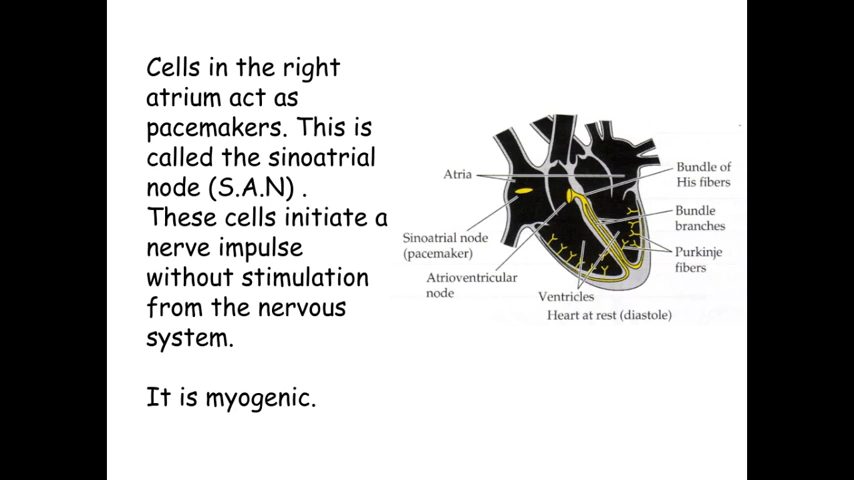 Cells in the right
atrium act as
pacemakers. This is
called the sinoatrial
node (S.A.N) .
These cells initiate a
nerve impulse
without stimulation
from the nervous
system.
It is myogenic.
Atria
Bundle of
His fibers
Bundle
branches
Sinoatrial node
(pacemaker)
Purkinje
fibers
Atrioventricular
node
Ventricles
Heart at rest (diastole)